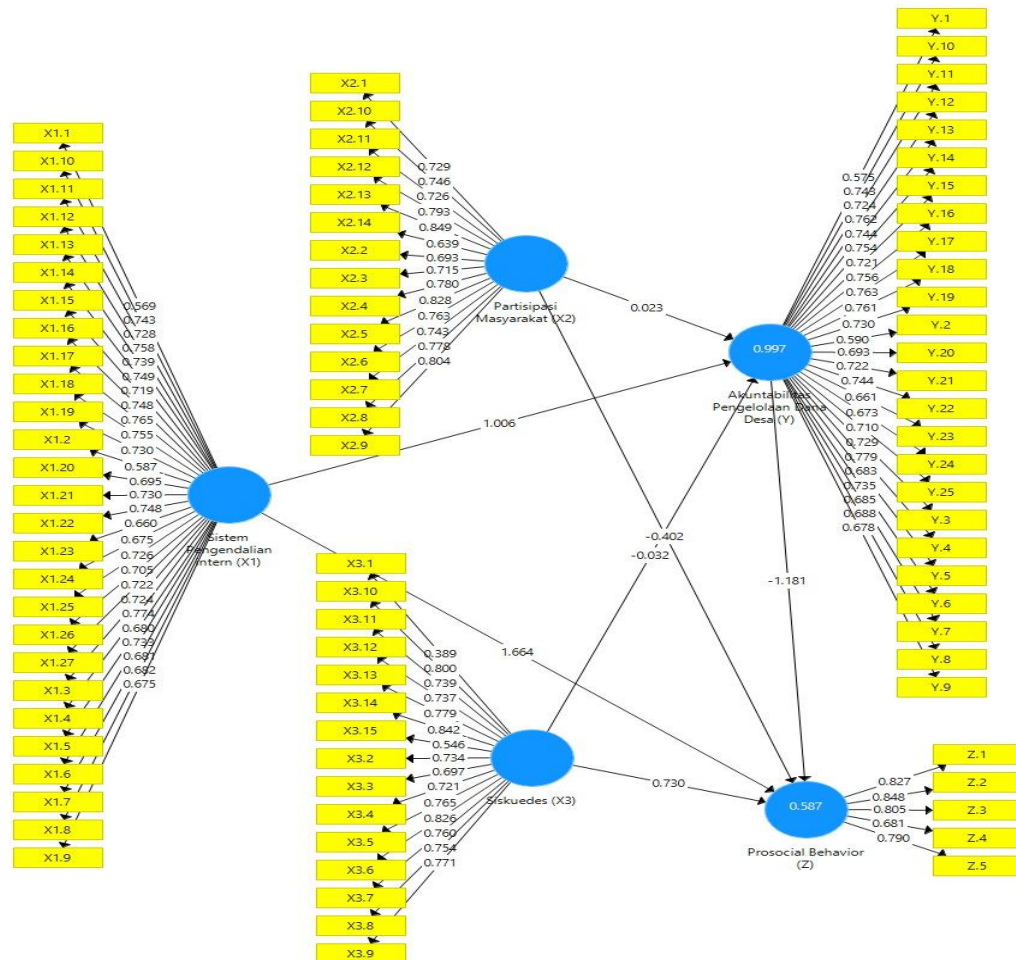 X1.1
X1.10
X1.11
X1.12
X1.13
X1.14
X1.15
X1.16
X1.17
X1.18
X1.19
X1.2
X1.20
X1.21
X1.22
X1.23
X1.24
X1.25
X1.26
X1.27
X1.3
X1.4
X1.5
X1.6
X1.7
X1.8
X1.9
0.569
0.743
0.728
0.758
0.739
0.749
0.719
0.748
0.765
0.755
0.730
0.587
0.695
0.730
0.748
0.660
0.675
0.726
0.705
0.722
0.724
0.774
0.680
0.733
0.681
0.682
0.675
Sistem
Pengendalian
Intern (X1)
X2.1
X2.10
X2.11
X2.12
X2.13
X2.14
X2.2
X2.3
X2.4
X2.5
X2.6
X2.7
X2.8
X2.9
0.729
0.746
0.726
0.793
0.849
0.639
0.693
0.715
0.780
0.828
0.763
0.743
0.778
0.804
Partisipasi
Masyarakat (X2)
0.023
1.006
-0.402
-0.032
-1.181
1.664
0.730
X3.1
X3.10
X3.11
X3.12
X3.13
X3.14
X3.15
X3.2
X3.3
X3.4
X3.5
X3.6
X3.7
X3.8
X3.9
0.389
0.800
0.739
0.737
0.779
0.842
0.546
0.734
0.697
0.721
0.765
0.826
0.760
0.754
0.771
Siskuedes (X3)
0.997
Akuntabilitas
Pengelolaan Dana
Desa (Y)
0.575
0.743
0.724
0.762
0.744
0.754
0.721
0.756
0.763
0.761
0.730
0.590
0.693
0.722
0.744
0.661
0.673
0.710
0.729
0.779
0.683
0.735
0.685
0.688
0.678
Y.1
Y.10
Y.11
Y.12
Y.13
Y.14
Y.15
Y.16
Y.17
Y.18
Y.19
Y.2
Y.20
Y.21
Y.22
Y.23
Y.24
Y.25
Y.3
Y.4
Y.5
Y.6
Y.7
Y.8
Y.9
0.587
Prosocial Behavior
(Z)
0.827
0.848
0.805
0.681
0.790
Z.1
Z.2
Z.3
Z.4
Z.5